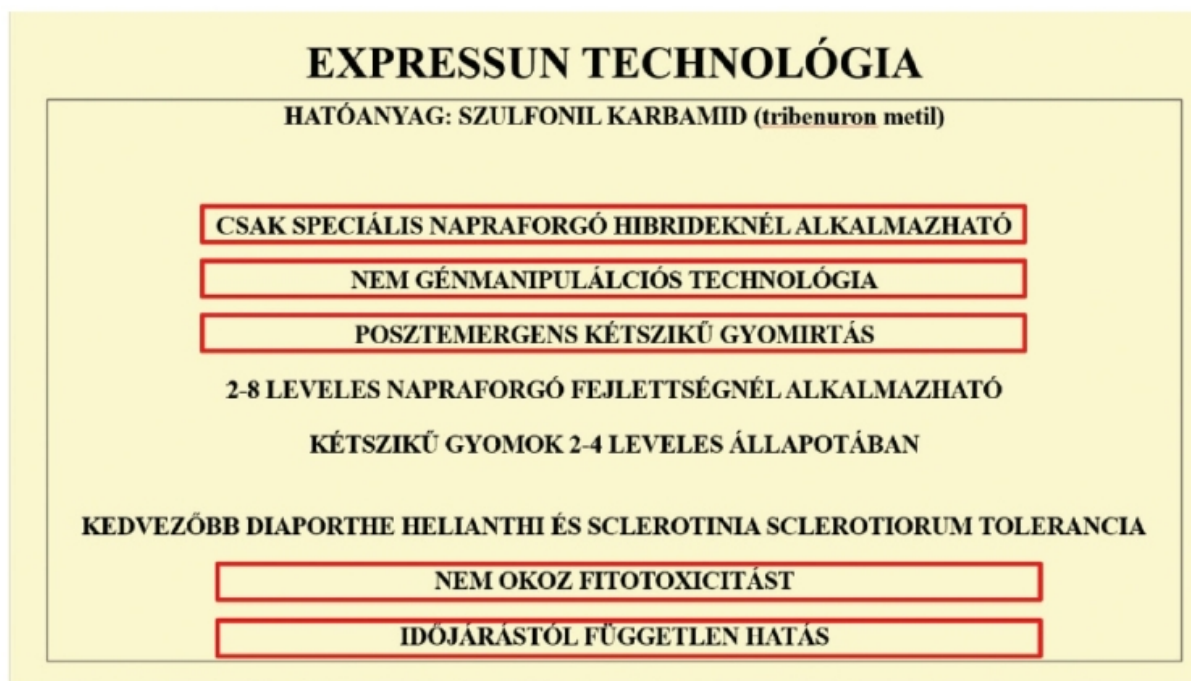 EXPRESSUN TECHNOLÓGIA
HATÓANYAG: SZULFONIL KARBAMID (tribenuron metil)
CSAK SPECIÁLIS NAPRAFORGÓ HIBRIDEKNÉL ALKALMAZHATÓ
NEM GÉNMANIPULÁLCIÓS TECHNOLÓGIA
POSZTEMERGENS KÉTSZIKŰ GYOMIRTÁS
2-8 LEVELES NAPRAFORGÓ FEJLETTSÉGNÉL ALKALMAZHATÓ
KÉTSZIKŰ GYOMOK 2-4 LEVELES ÁLLAPOTÁBAN
KEDVEZŐBB DIAPORTHE HELIANTHI ÉS SCLEROTINIA SCLEROTIORUM TOLERANCIA
NEM OKOZ FITOTOXICITÁST
IDŐJÁRÁSTÓL FÜGGETLEN HATÁS